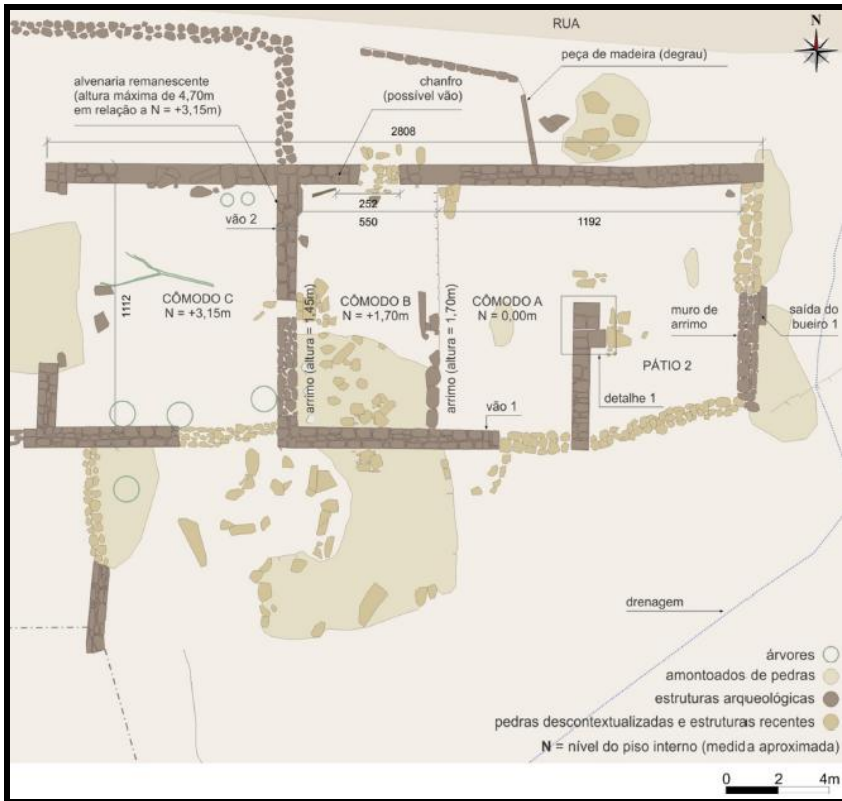 RUA
N
peça de madeira (degrau)
alvenaria remanescente
(altura máxima de 4,70m
em relação a N = +3,15m)
chanfro
(possível vão)
2808
vão 2
252
550
1192
1112
CÔMODO C
N = +3,15m
arrimo (altura = 1,45m)
CÔMODO B
N = +1,70m
arrimo (altura = 1,70m)
CÔMODO A
N = 0,00m
muro de
arrimo
saída do
bueiro 1
PÁTIO 2
detalhe 1
vão 1
drenagem
árvores
amontoados de pedras
estruturas arqueológicas
pedras descontextualizadas e estruturas recentes
N = nível do piso interno (medida aproximada)
0 2 4m